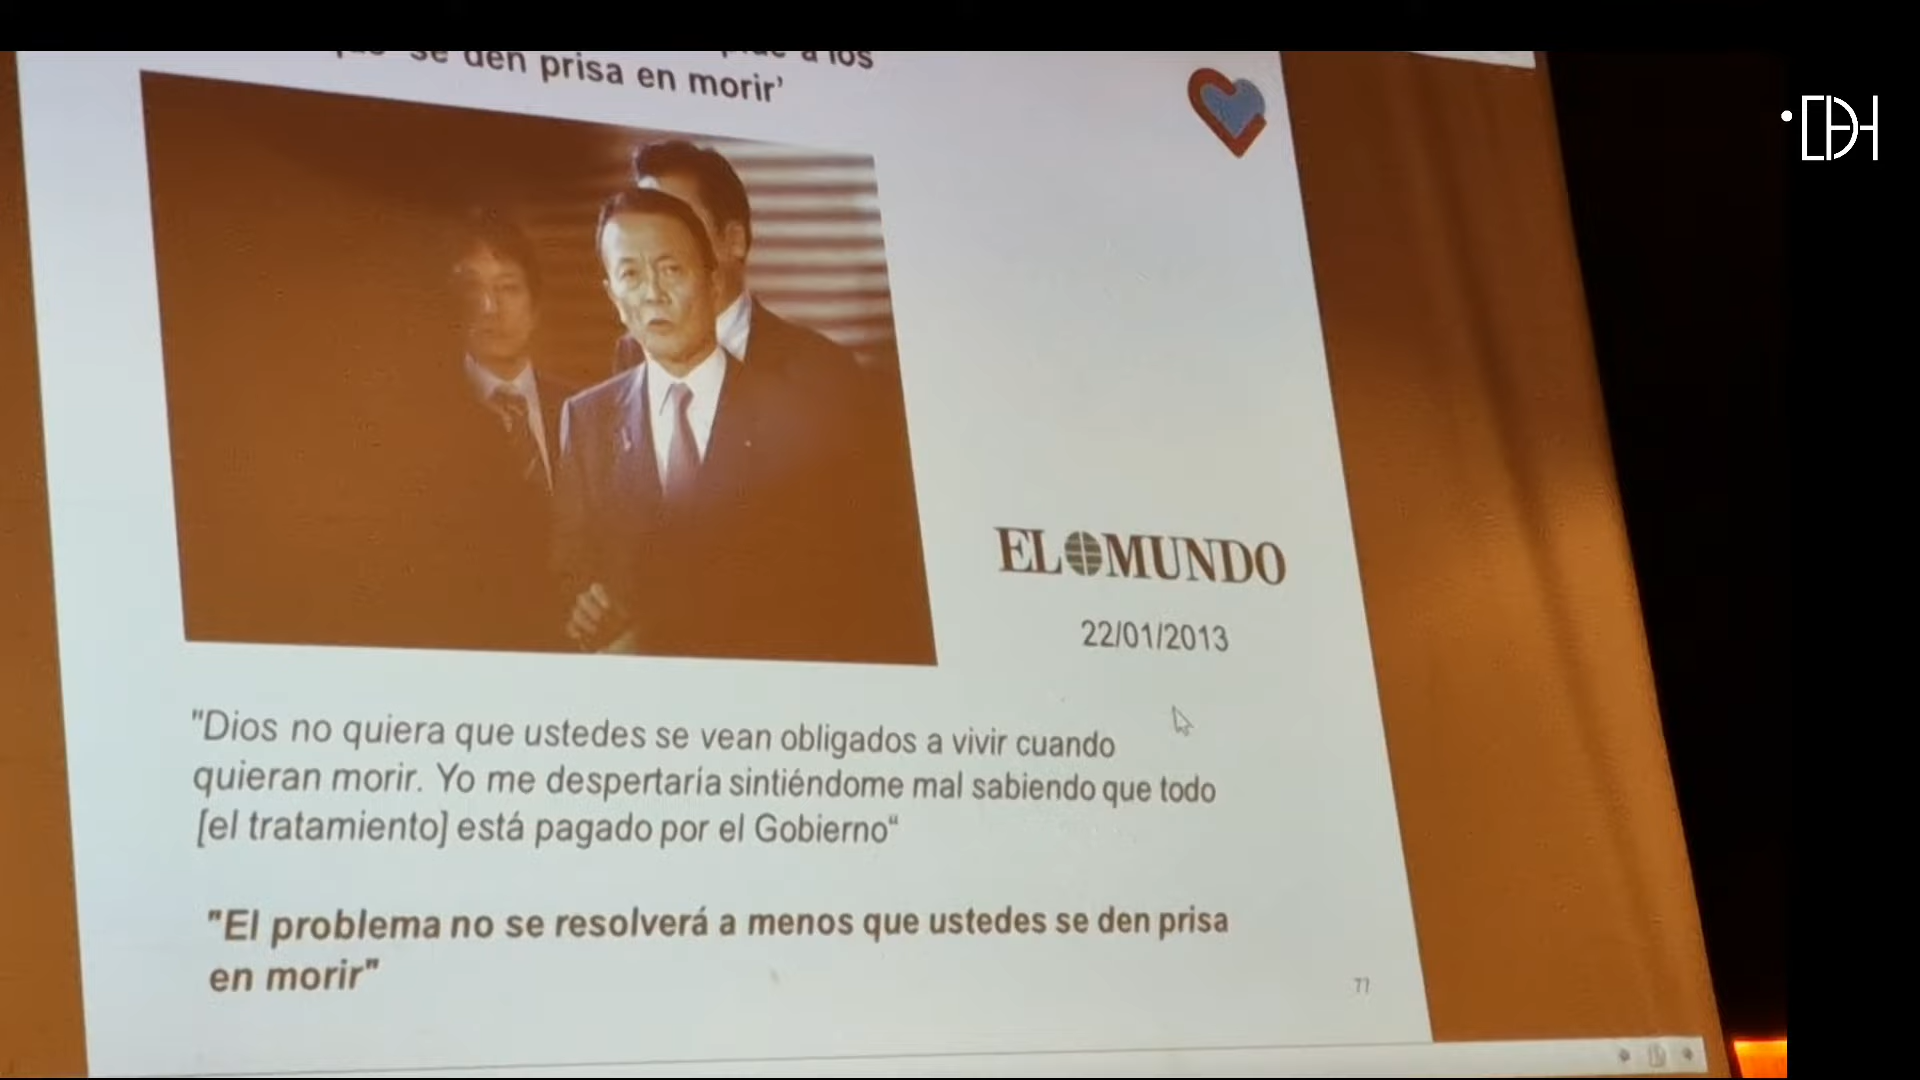 se den prisa en morir’
a los
EL MUNDO
22/01/2013
"Dios no quiera que ustedes se vean obligados a vivir cuando
quieran morir. Yo me despertaría sintiéndome mal sabiendo que todo
[el tratamiento] está pagado por el Gobierno“
"El problema no se resolverá a menos que ustedes se den prisa
en morir"
77